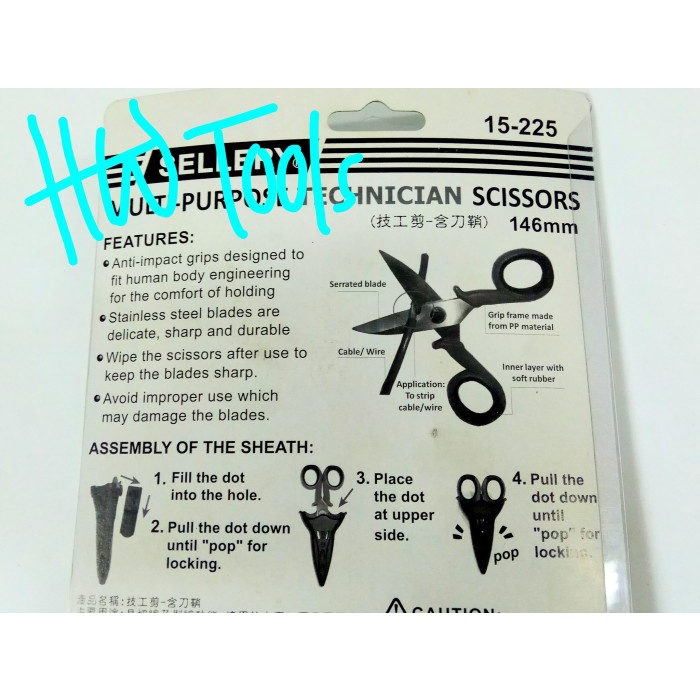 HW Tools
15-225
SELLERY®
MULTI-PURPOSE TECHNICIAN SCISSORS
(技工剪-含刀鞘) 146mm
FEATURES:
• Anti-impact grips designed to
fit human body engineering
for the comfort of holding
• Stainless steel blades are
delicate, sharp and durable
• Wipe the scissors after use to
keep the blades sharp.
• Avoid improper use which
may damage the blades.
Serrated blade
Grip frame made
from PP material
Cable/ Wire
Inner layer with
soft rubber
Application:
To strip
cable/wire
ASSEMBLY OF THE SHEATH:
1. Fill the dot
into the hole.
2. Pull the dot down
until "pop" for
locking.
3. Place
the dot
at upper
side.
4. Pull the
dot down
until
"pop" for
locking.
pop
產品名稱:技工剪-含刀鞘
CAUTION: